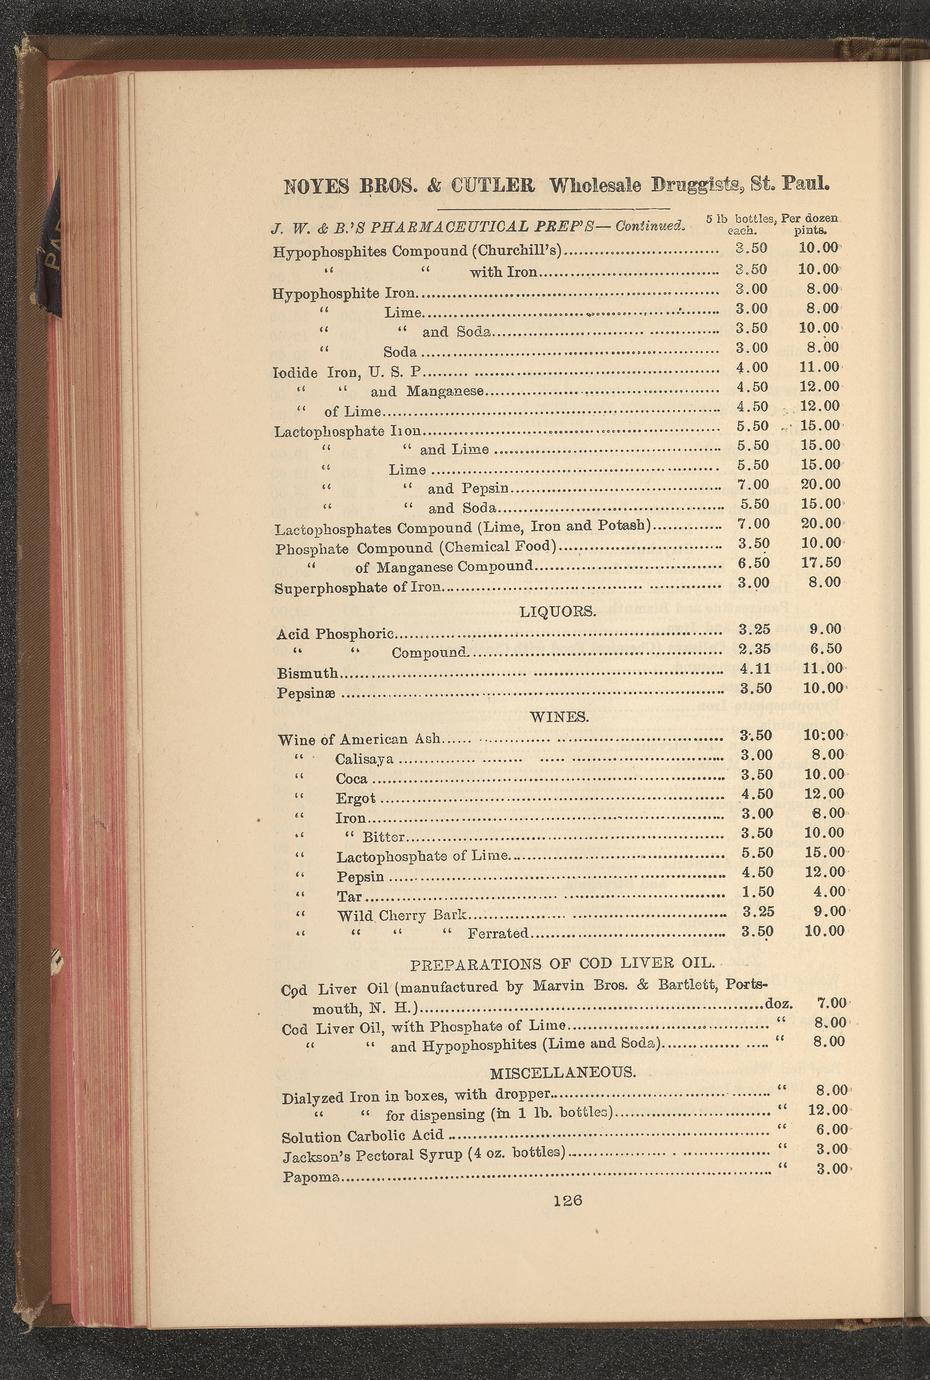 NOYES BROS. & CUTLER Wholesale Druggists, St. Paul.
J. W. & B.'S PHARMACEUTICAL PREP'S— Continued. 5 lb bottles, each. Per dozen pints.
Hypophosphites Compound (Churchill's) 3.50 10.00
“ “ with Iron 3.50 10.00
Hypophosphite Iron 3.00 8.00
“ Lime 3.00 8.00
“ “ and Soda 3.50 10.00
“ Soda 3.00 8.00
Iodide Iron, U. S. P. 4.00 11.00
“ “ and Manganese 4.50 12.00
“ of Lime 4.50 12.00
Lactophosphate Iron 5.50 15.00
“ “ and Lime 5.50 15.00
“ Lime 5.50 15.00
“ “ and Pepsin 7.00 20.00
“ “ and Soda 5.50 15.00
Lactophosphates Compound (Lime, Iron and Potash) 7.00 20.00
Phosphate Compound (Chemical Food) 3.50 10.00
“ of Manganese Compound 6.50 17.50
Superphosphate of Iron 3.00 8.00
LIQUORS.
Acid Phosphoric 3.25 9.00
“ “ Compound 2.35 6.50
Bismuth 4.11 11.00
Pepsinæ 3.50 10.00
WINES.
Wine of American Ash 3.50 10.00
“ Calisaya 3.00 8.00
“ Coca 3.50 10.00
“ Ergot 4.50 12.00
“ Iron 3.00 8.00
“ “ Bitter 3.50 10.00
“ Lactophosphate of Lime 5.50 15.00
“ Pepsin 4.50 12.00
“ Tar 1.50 4.00
“ Wild Cherry Bark 3.25 9.00
“ “ “ “ Ferrated 3.50 10.00
PREPARATIONS OF COD LIVER OIL.
Cod Liver Oil (manufactured by Marvin Bros. & Bartlett, Ports-
mouth, N. H.) doz. 7.00
Cod Liver Oil, with Phosphate of Lime “ 8.00
“ “ and Hypophosphites (Lime and Soda) “ 8.00
MISCELLANEOUS.
Dialyzed Iron in boxes, with dropper “ 8.00
“ “ for dispensing (in 1 lb. bottles) “ 12.00
Solution Carbolic Acid “ 6.00
Jackson's Pectoral Syrup (4 oz. bottles) “ 3.00
Papoma “ 3.00
126